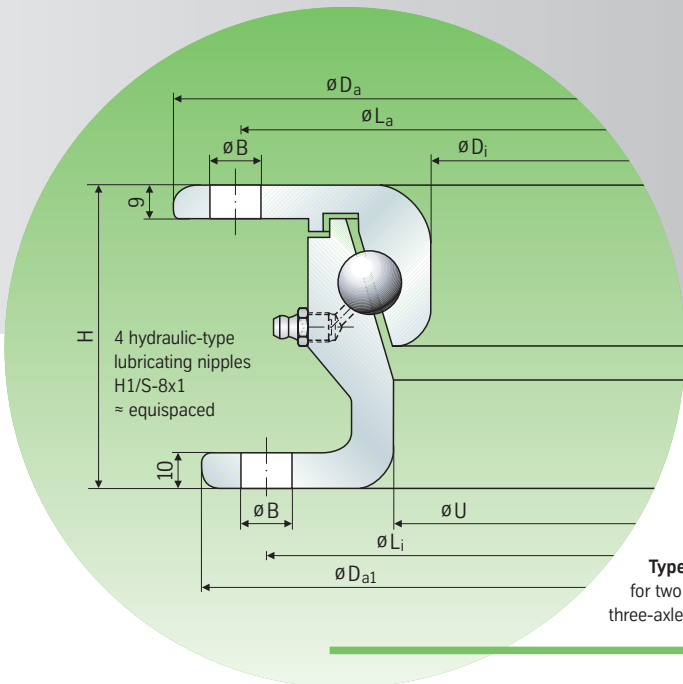 øDa
øLa
øB
øDi
9
H
4 hydraulic-type
lubricating nipples
H1/S-8x1
≈ equispaced
10
øB
øU
øLi
øDa1
Type
for two
three-axle